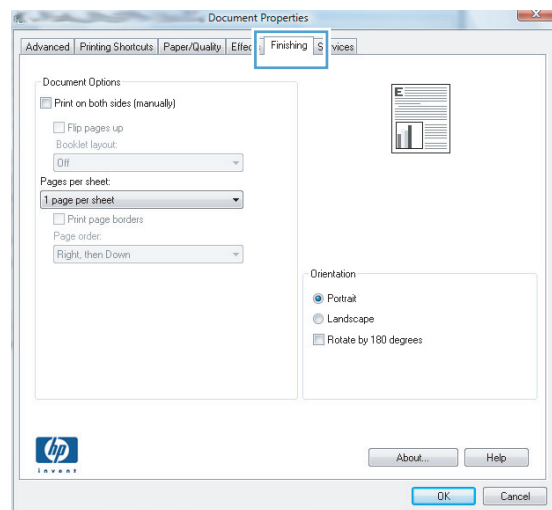 Document Properties
Advanced Printing Shortcuts Paper/Quality Finishing
Document Options
Print on both sides (manually)
Flip pages up
Booklet layout:
Off
Pages per sheet:
1 page per sheet
Print page borders
Page order:
Right, then Down
E
Orientation
Portrait
Landscape
Rotate by 180 degrees
hp
invent
About... Help
OK Cancel